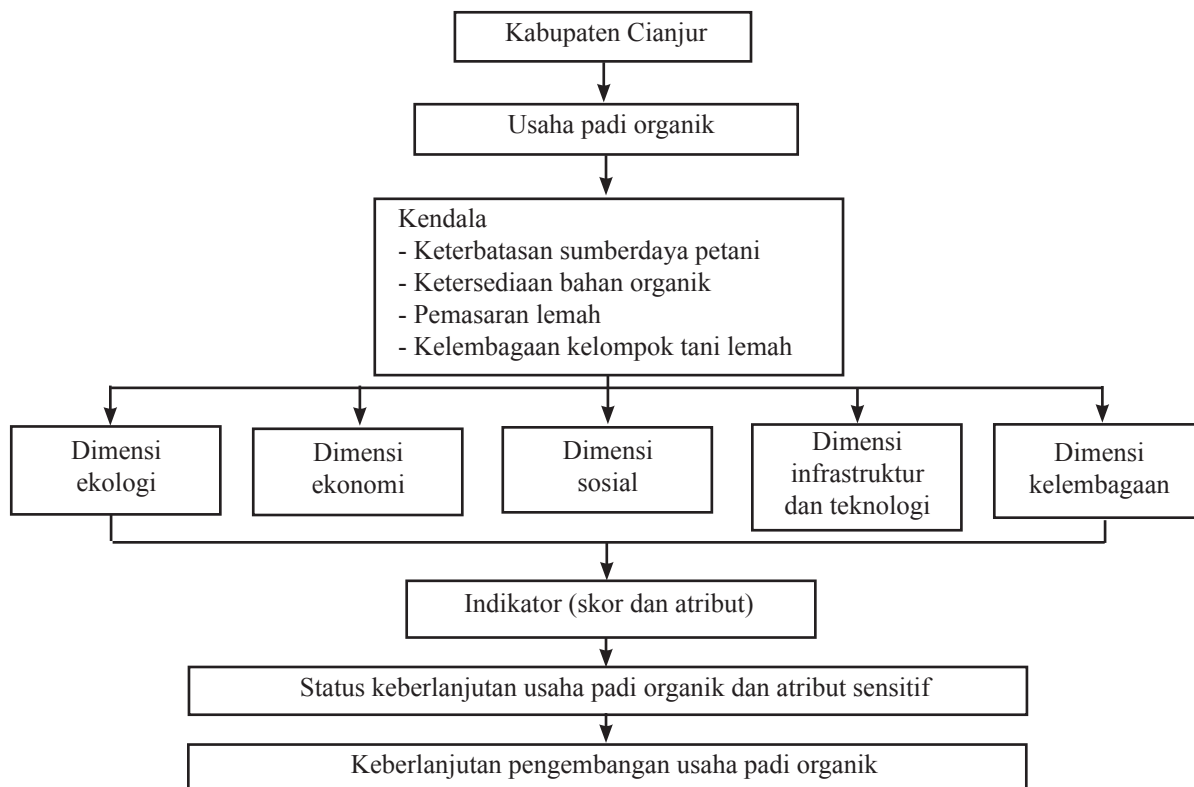 Kabupaten Cianjur
Usaha padi organik
Kendala
- Keterbatasan sumberdaya petani
- Ketersediaan bahan organik
- Pemasaran lemah
- Kelembagaan kelompok tani lemah
Dimensi
ekologi
Dimensi
ekonomi
Dimensi
sosial
Dimensi
infrastruktur
dan teknologi
Dimensi
kelembagaan
Indikator (skor dan atribut)
Status keberlanjutan usaha padi organik dan atribut sensitif
Keberlanjutan pengembangan usaha padi organik